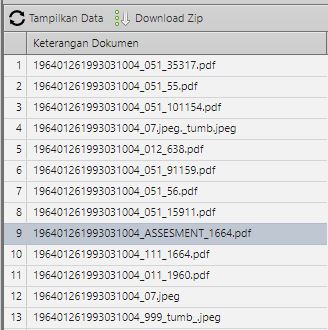 Tampilkan Data Download Zip
Keterangan Dokumen
1 196401261993031004_051_35317.pdf
2 196401261993031004_051_55.pdf
3 196401261993031004_051_101154.pdf
4 196401261993031004_07.jpeg._tumb.jpeg
5 196401261993031004_012_638.pdf
6 196401261993031004_051_91159.pdf
7 196401261993031004_051_56.pdf
8 196401261993031004_051_15911.pdf
9 196401261993031004_ASSESMENT_1664.pdf
10 196401261993031004_111_1664.pdf
11 196401261993031004_011_1960.pdf
12 196401261993031004_07.jpeg
13 196401261993031004_999_tumb_.jpeg